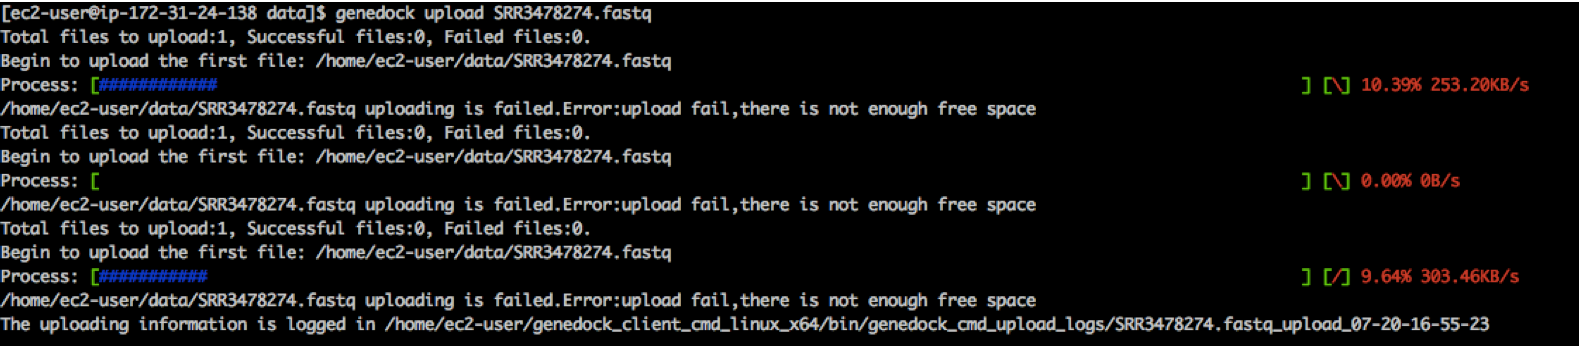 [ec2-user@ip-172-31-24-138 data]$ genedock upload SRR3478274.fastq
Total files to upload:1, Successful files:0, Failed files:0.
Begin to upload the first file: /home/ec2-user/data/SRR3478274.fastq
Process: [############ ] [\] 10.39% 253.20KB/s
/home/ec2-user/data/SRR3478274.fastq uploading is failed.Error:upload fail,there is not enough free space
Total files to upload:1, Successful files:0, Failed files:0.
Begin to upload the first file: /home/ec2-user/data/SRR3478274.fastq
Process: [ ] [\] 0.00% 0B/s
/home/ec2-user/data/SRR3478274.fastq uploading is failed.Error:upload fail,there is not enough free space
Total files to upload:1, Successful files:0, Failed files:0.
Begin to upload the first file: /home/ec2-user/data/SRR3478274.fastq
Process: [########### ] [/] 9.64% 303.46KB/s
/home/ec2-user/data/SRR3478274.fastq uploading is failed.Error:upload fail,there is not enough free space
The uploading information is logged in /home/ec2-user/genedock_client_cmd_linux_x64/bin/genedock_cmd_upload_logs/SRR3478274.fastq_upload_07-20-16-55-23